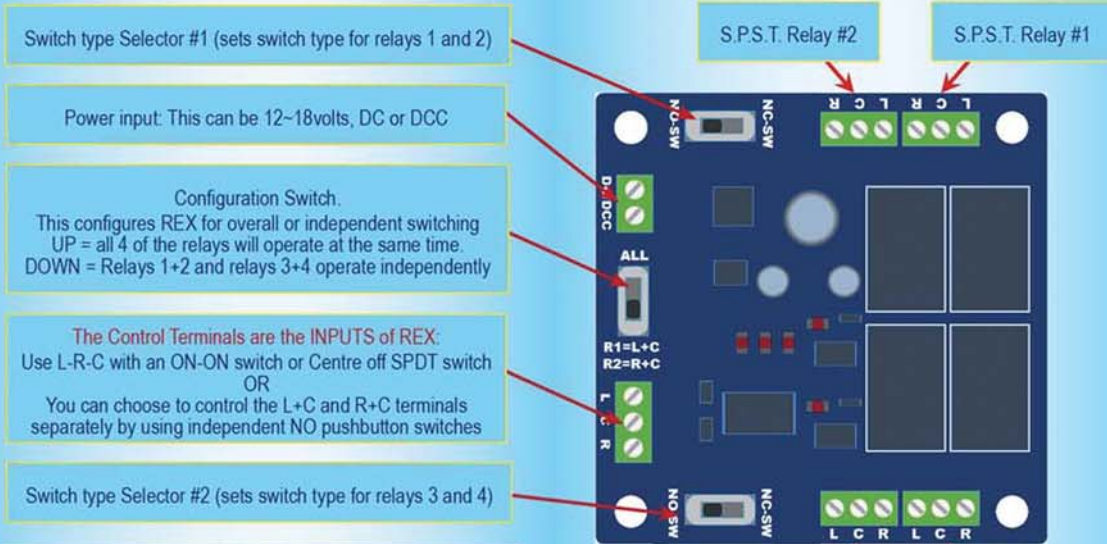 Switch type Selector #1 (sets switch type for relays 1 and 2)
Power input: This can be 12~18volts, DC or DCC
Configuration Switch.
This configures REX for overall or independent switching
UP = all 4 of the relays will operate at the same time.
DOWN = Relays 1+2 and relays 3+4 operate independently
The Control Terminals are the INPUTS of REX:
Use L-R-C with an ON-ON switch or Centre off SPDT switch
OR
You can choose to control the L+C and R+C terminals
separately by using independent NO pushbutton switches
Switch type Selector #2 (sets switch type for relays 3 and 4)
S.P.S.T. Relay #2
S.P.S.T. Relay #1
NO-SW
NC-SW
R C L
R C L
DCC
ALL
R1=L+C
R2=R+C
L
C
R
NO-SW
NC-SW
L C R
L C R